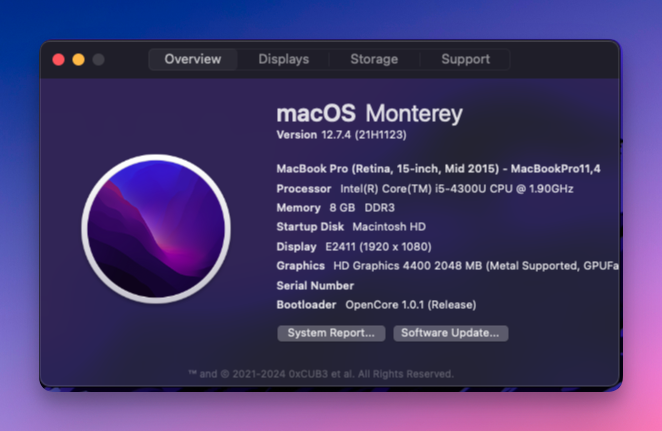 Overview Displays Storage Support
macOS Monterey
Version 12.7.4 (21H1123)
MacBook Pro (Retina, 15-inch, Mid 2015) - MacBookPro11,4
Processor Intel(R) Core(TM) i5-4300U CPU @ 1.90GHz
Memory 8 GB DDR3
Startup Disk Macintosh HD
Display E2411 (1920 x 1080)
Graphics HD Graphics 4400 2048 MB (Metal Supported, GPUFa
Serial Number
Bootloader OpenCore 1.0.1 (Release)
System Report... Software Update...
™ and © 2021-2024 0xCUB3 et al. All Rights Reserved.